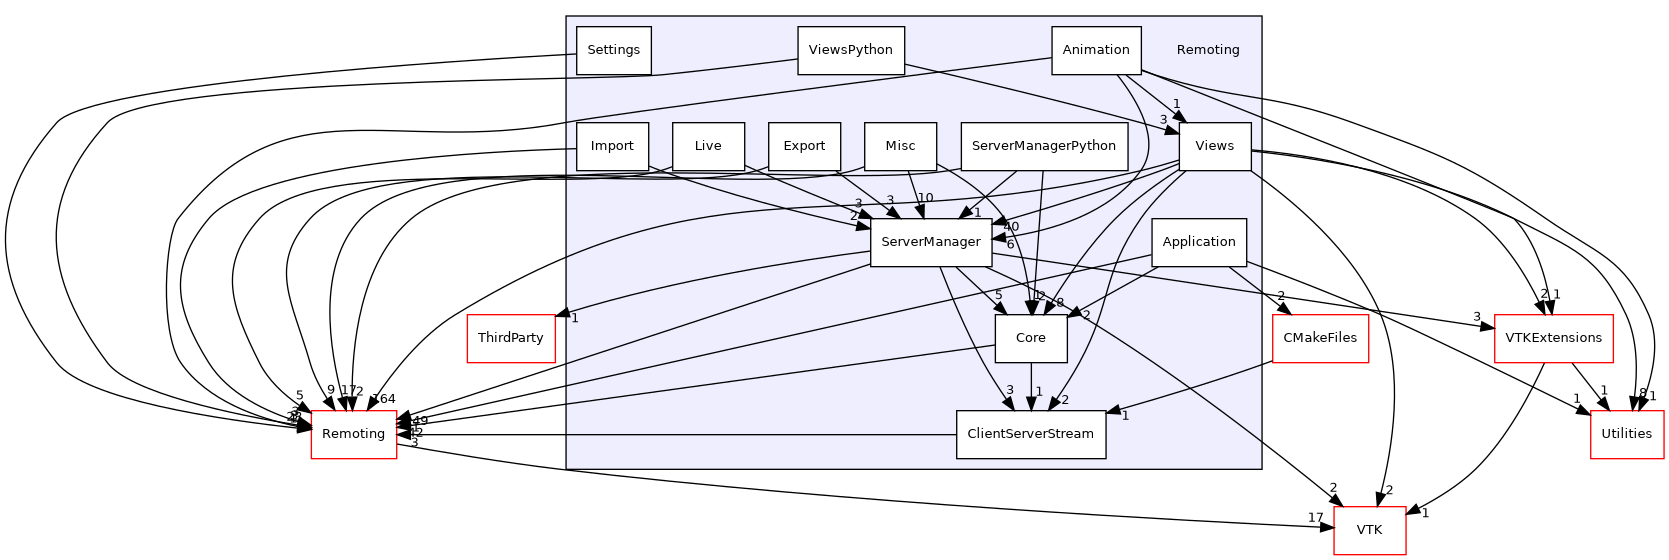 Settings
ViewsPython
Animation
Remoting
1
3
Import
Live
Export
Misc
ServerManagerPython
Views
3
2
3
10
1
40
6
ServerManager
Application
5
1
2
8
2
2
2
1
3
1
ThirdParty
Core
CMakeFiles
VTKExtensions
5
9
17
2
164
3
1
2
1
1
8
1
49
1
42
3
Remoting
ClientServerStream
Utilities
2
2
17
1
VTK